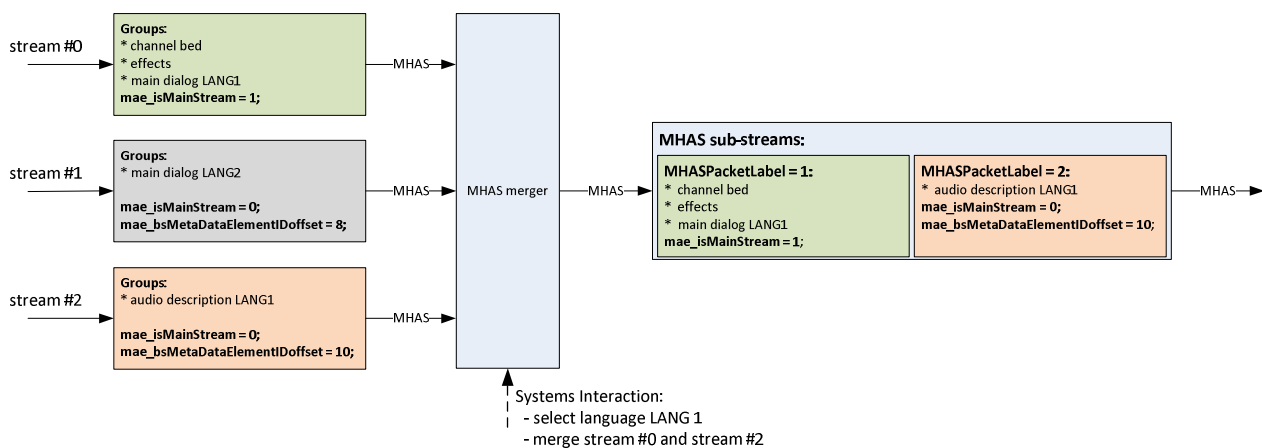 stream #0
Groups:
* channel bed
* effects
* main dialog LANG1
mae_isMainStream = 1;
MHAS
stream #1
Groups:
* main dialog LANG2
mae_isMainStream = 0;
mae_bsMetaDataElementIDoffset = 8;
MHAS
stream #2
Groups:
* audio description LANG1
mae_isMainStream = 0;
mae_bsMetaDataElementIDoffset = 10;
MHAS
MHAS merger
MHAS
MHAS sub-streams:
MHASPacketLabel = 1:
* channel bed
* effects
* main dialog LANG1
mae_isMainStream = 1;
MHASPacketLabel = 2:
* audio description LANG1
mae_isMainStream = 0;
mae_bsMetaDataElementIDoffset = 10;
MHAS
Systems Interaction:
- select language LANG 1
- merge stream #0 and stream #2